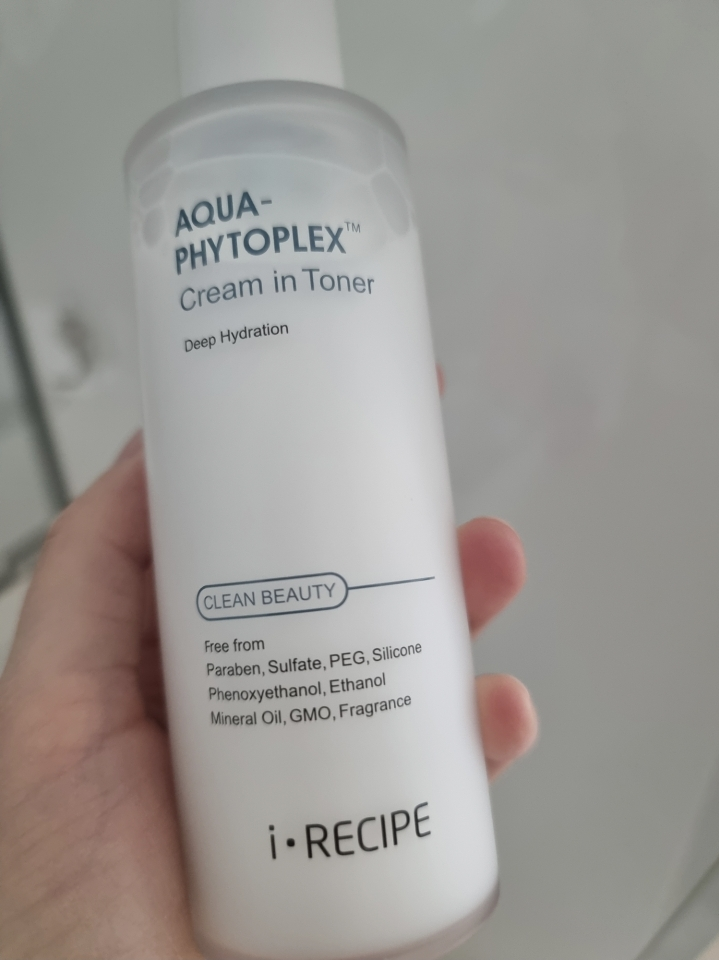 AQUA-
PHYTOPLEX™
Cream in Toner
Deep Hydration
CLEAN BEAUTY
Free from
Paraben, Sulfate, PEG, Silicone
Phenoxyethanol, Ethanol
Mineral Oil, GMO, Fragrance
i·RECIPE